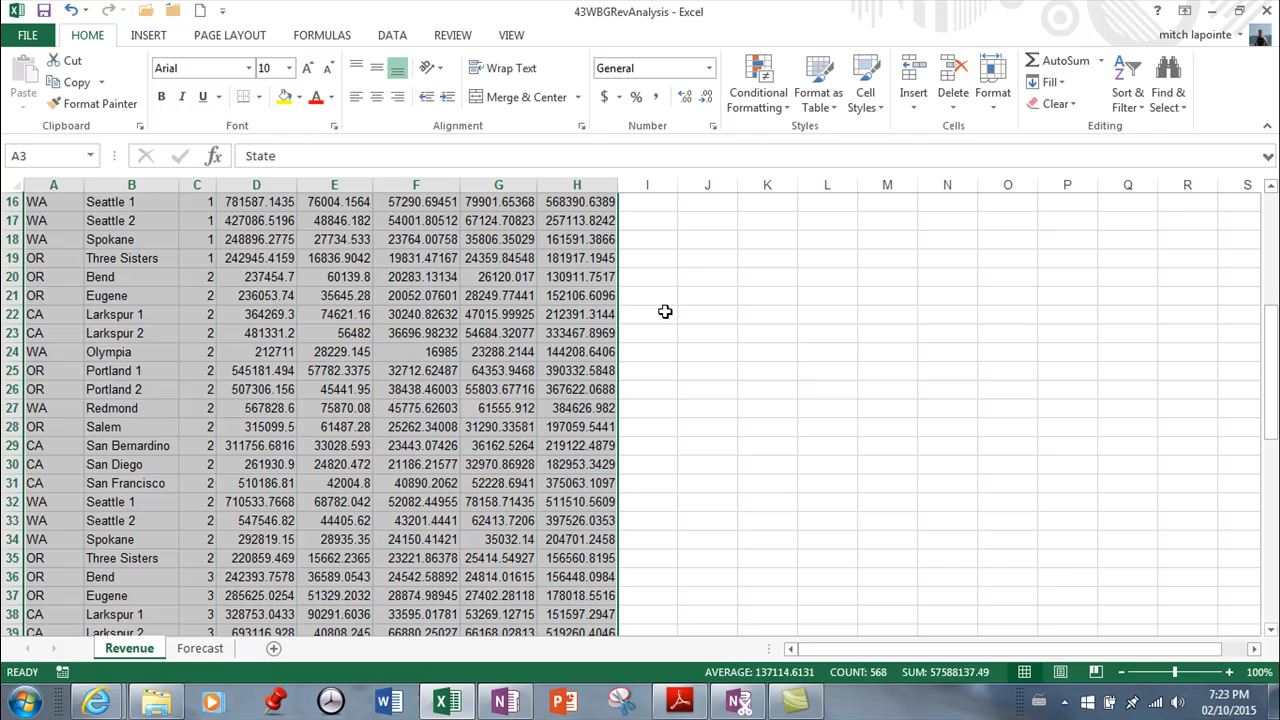 43WBGRevAnalysis - Excel
FILE HOME INSERT PAGE LAYOUT FORMULAS DATA REVIEW VIEW mitch lapointe
Paste Cut Copy Format Painter Clipboard
Arial 10 B I U A Font
Wrap Text Merge & Center Alignment
General $ % , Number
Conditional Formatting Format as Table Cell Styles Styles
Insert Delete Format Cells
AutoSum Fill Clear Sort & Filter Find & Select Editing
A3 fx State
A B C D E F G H I J K L M N O P Q R S
16 WA Seattle 1 1 781587.1435 76004.1564 57290.69451 79901.65368 568390.6389
17 WA Seattle 2 1 427086.5196 48846.182 54001.80512 67124.70823 257113.8242
18 WA Spokane 1 248896.2775 27734.533 23764.00758 35806.35029 161591.3866
19 OR Three Sisters 1 242945.4159 16836.9042 19831.47167 24359.84548 181917.1945
20 OR Bend 2 237454.7 60139.8 20283.13134 26120.017 130911.7517
21 OR Eugene 2 236053.74 35645.28 20052.07601 28249.77441 152106.6096
22 CA Larkspur 1 2 364269.3 74621.16 30240.82632 47015.99925 212391.3144
23 CA Larkspur 2 2 481331.2 56482 36696.98232 54684.32077 333467.8969
24 WA Olympia 2 212711 28229.145 16985 23288.2144 144208.6406
25 OR Portland 1 2 545181.494 57782.3375 32712.62487 64353.9468 390332.5848
26 OR Portland 2 2 507306.156 45441.95 38438.46003 55803.67716 367622.0688
27 WA Redmond 2 567828.6 75870.08 45775.62603 61555.912 384626.982
28 OR Salem 2 315099.5 61487.28 25262.34008 31290.33581 197059.5441
29 CA San Bernardino 2 311756.6816 33028.593 23443.07426 36162.5264 219122.4879
30 CA San Diego 2 261930.9 24820.472 21186.21577 32970.86928 182953.3429
31 CA San Francisco 2 510186.81 42004.8 40890.2062 52228.6941 375063.1097
32 WA Seattle 1 2 710533.7668 68782.042 52082.44955 78158.71435 511510.5609
33 WA Seattle 2 2 547546.82 44405.62 43201.4441 62413.7206 397526.0353
34 WA Spokane 2 292819.15 28935.35 24150.41421 35032.14 204701.2458
35 OR Three Sisters 2 220859.469 15662.2365 23221.86378 25414.54927 156560.8195
36 OR Bend 3 242393.7578 36589.0543 24542.58892 24814.01615 156448.0984
37 OR Eugene 3 285625.0254 51329.2032 28874.98945 27402.28118 178018.5516
38 CA Larkspur 1 3 328753.0433 90291.6036 33595.01781 53269.12715 151597.2947
39 CA Larkspur 2 3 693116.928 40808.245 66880.25027 66168.02813 519260.4046
Revenue Forecast
READY AVERAGE: 137114.6131 COUNT: 568 SUM: 57588137.49 100%
7:23 PM
02/10/2015